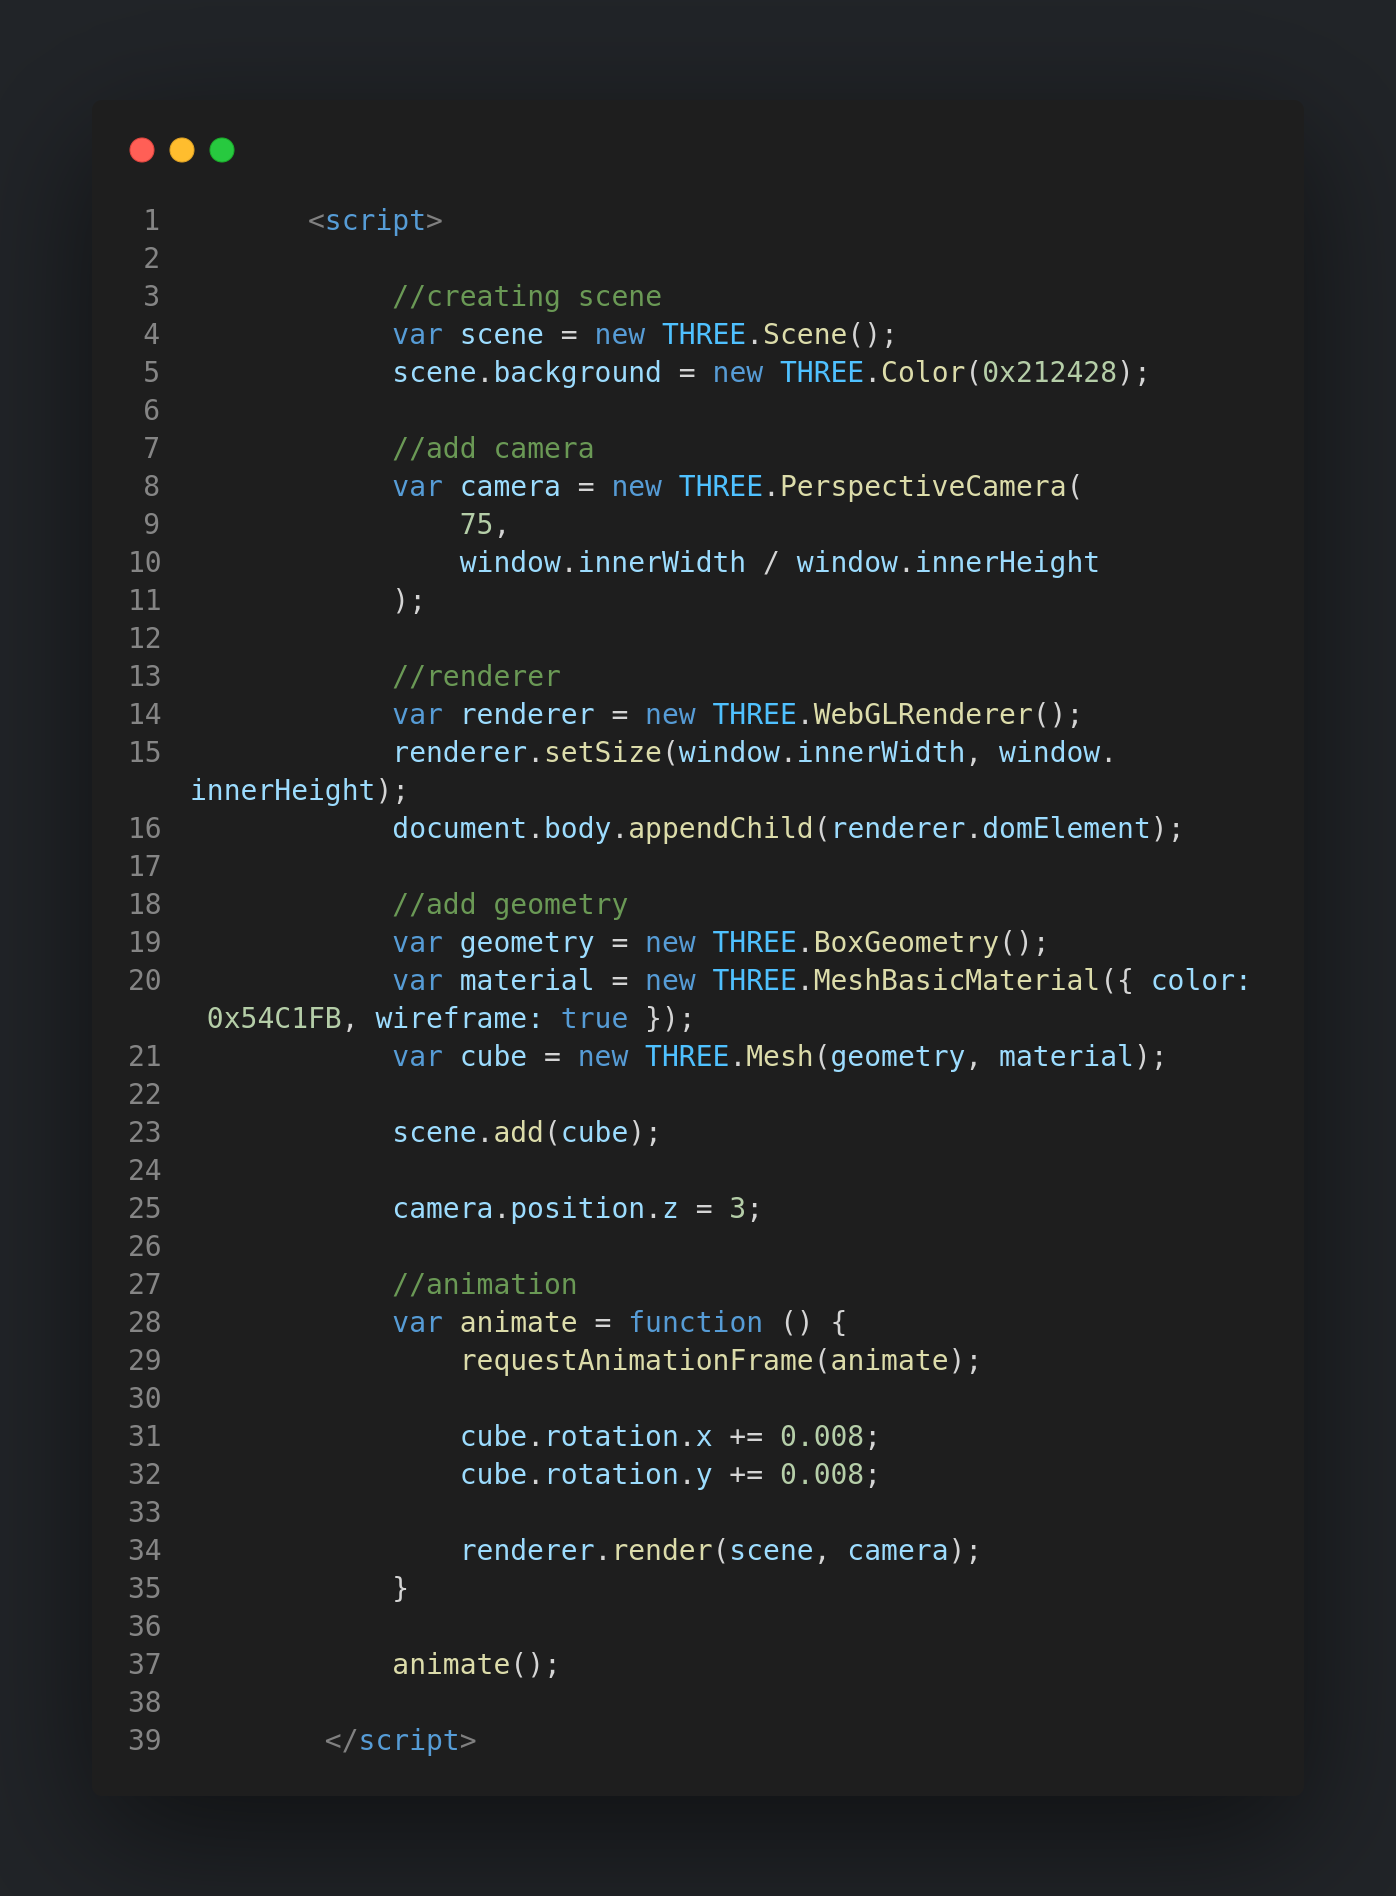 1 <script>
2
3 //creating scene
4 var scene = new THREE.Scene();
5 scene.background = new THREE.Color(0x212428);
6
7 //add camera
8 var camera = new THREE.PerspectiveCamera(
9 75,
10 window.innerWidth / window.innerHeight
11 );
12
13 //renderer
14 var renderer = new THREE.WebGLRenderer();
15 renderer.setSize(window.innerWidth, window.
innerHeight);
16 document.body.appendChild(renderer.domElement);
17
18 //add geometry
19 var geometry = new THREE.BoxGeometry();
20 var material = new THREE.MeshBasicMaterial({ color:
0x54C1FB, wireframe: true });
21 var cube = new THREE.Mesh(geometry, material);
22
23 scene.add(cube);
24
25 camera.position.z = 3;
26
27 //animation
28 var animate = function () {
29 requestAnimationFrame(animate);
30
31 cube.rotation.x += 0.008;
32 cube.rotation.y += 0.008;
33
34 renderer.render(scene, camera);
35 }
36
37 animate();
38
39 </script>